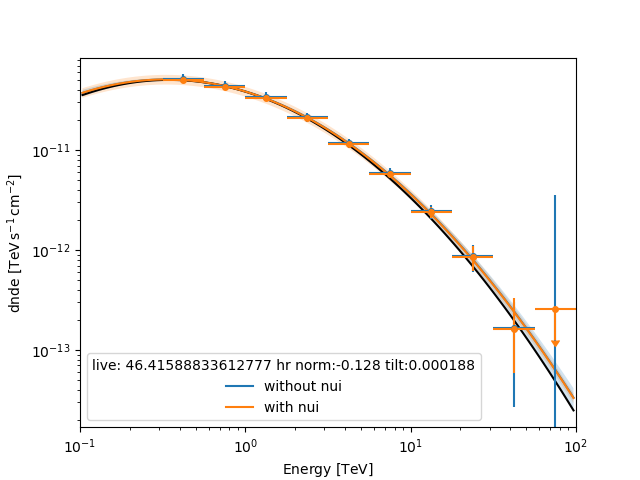 dnde [TeV s⁻¹ cm⁻²]
10⁻¹¹
10⁻¹²
10⁻¹³
live: 46.41588833612777 hr norm:-0.128 tilt:0.000188
without nui
with nui
10⁻¹ 10⁰ 10¹ 10²
Energy [TeV]